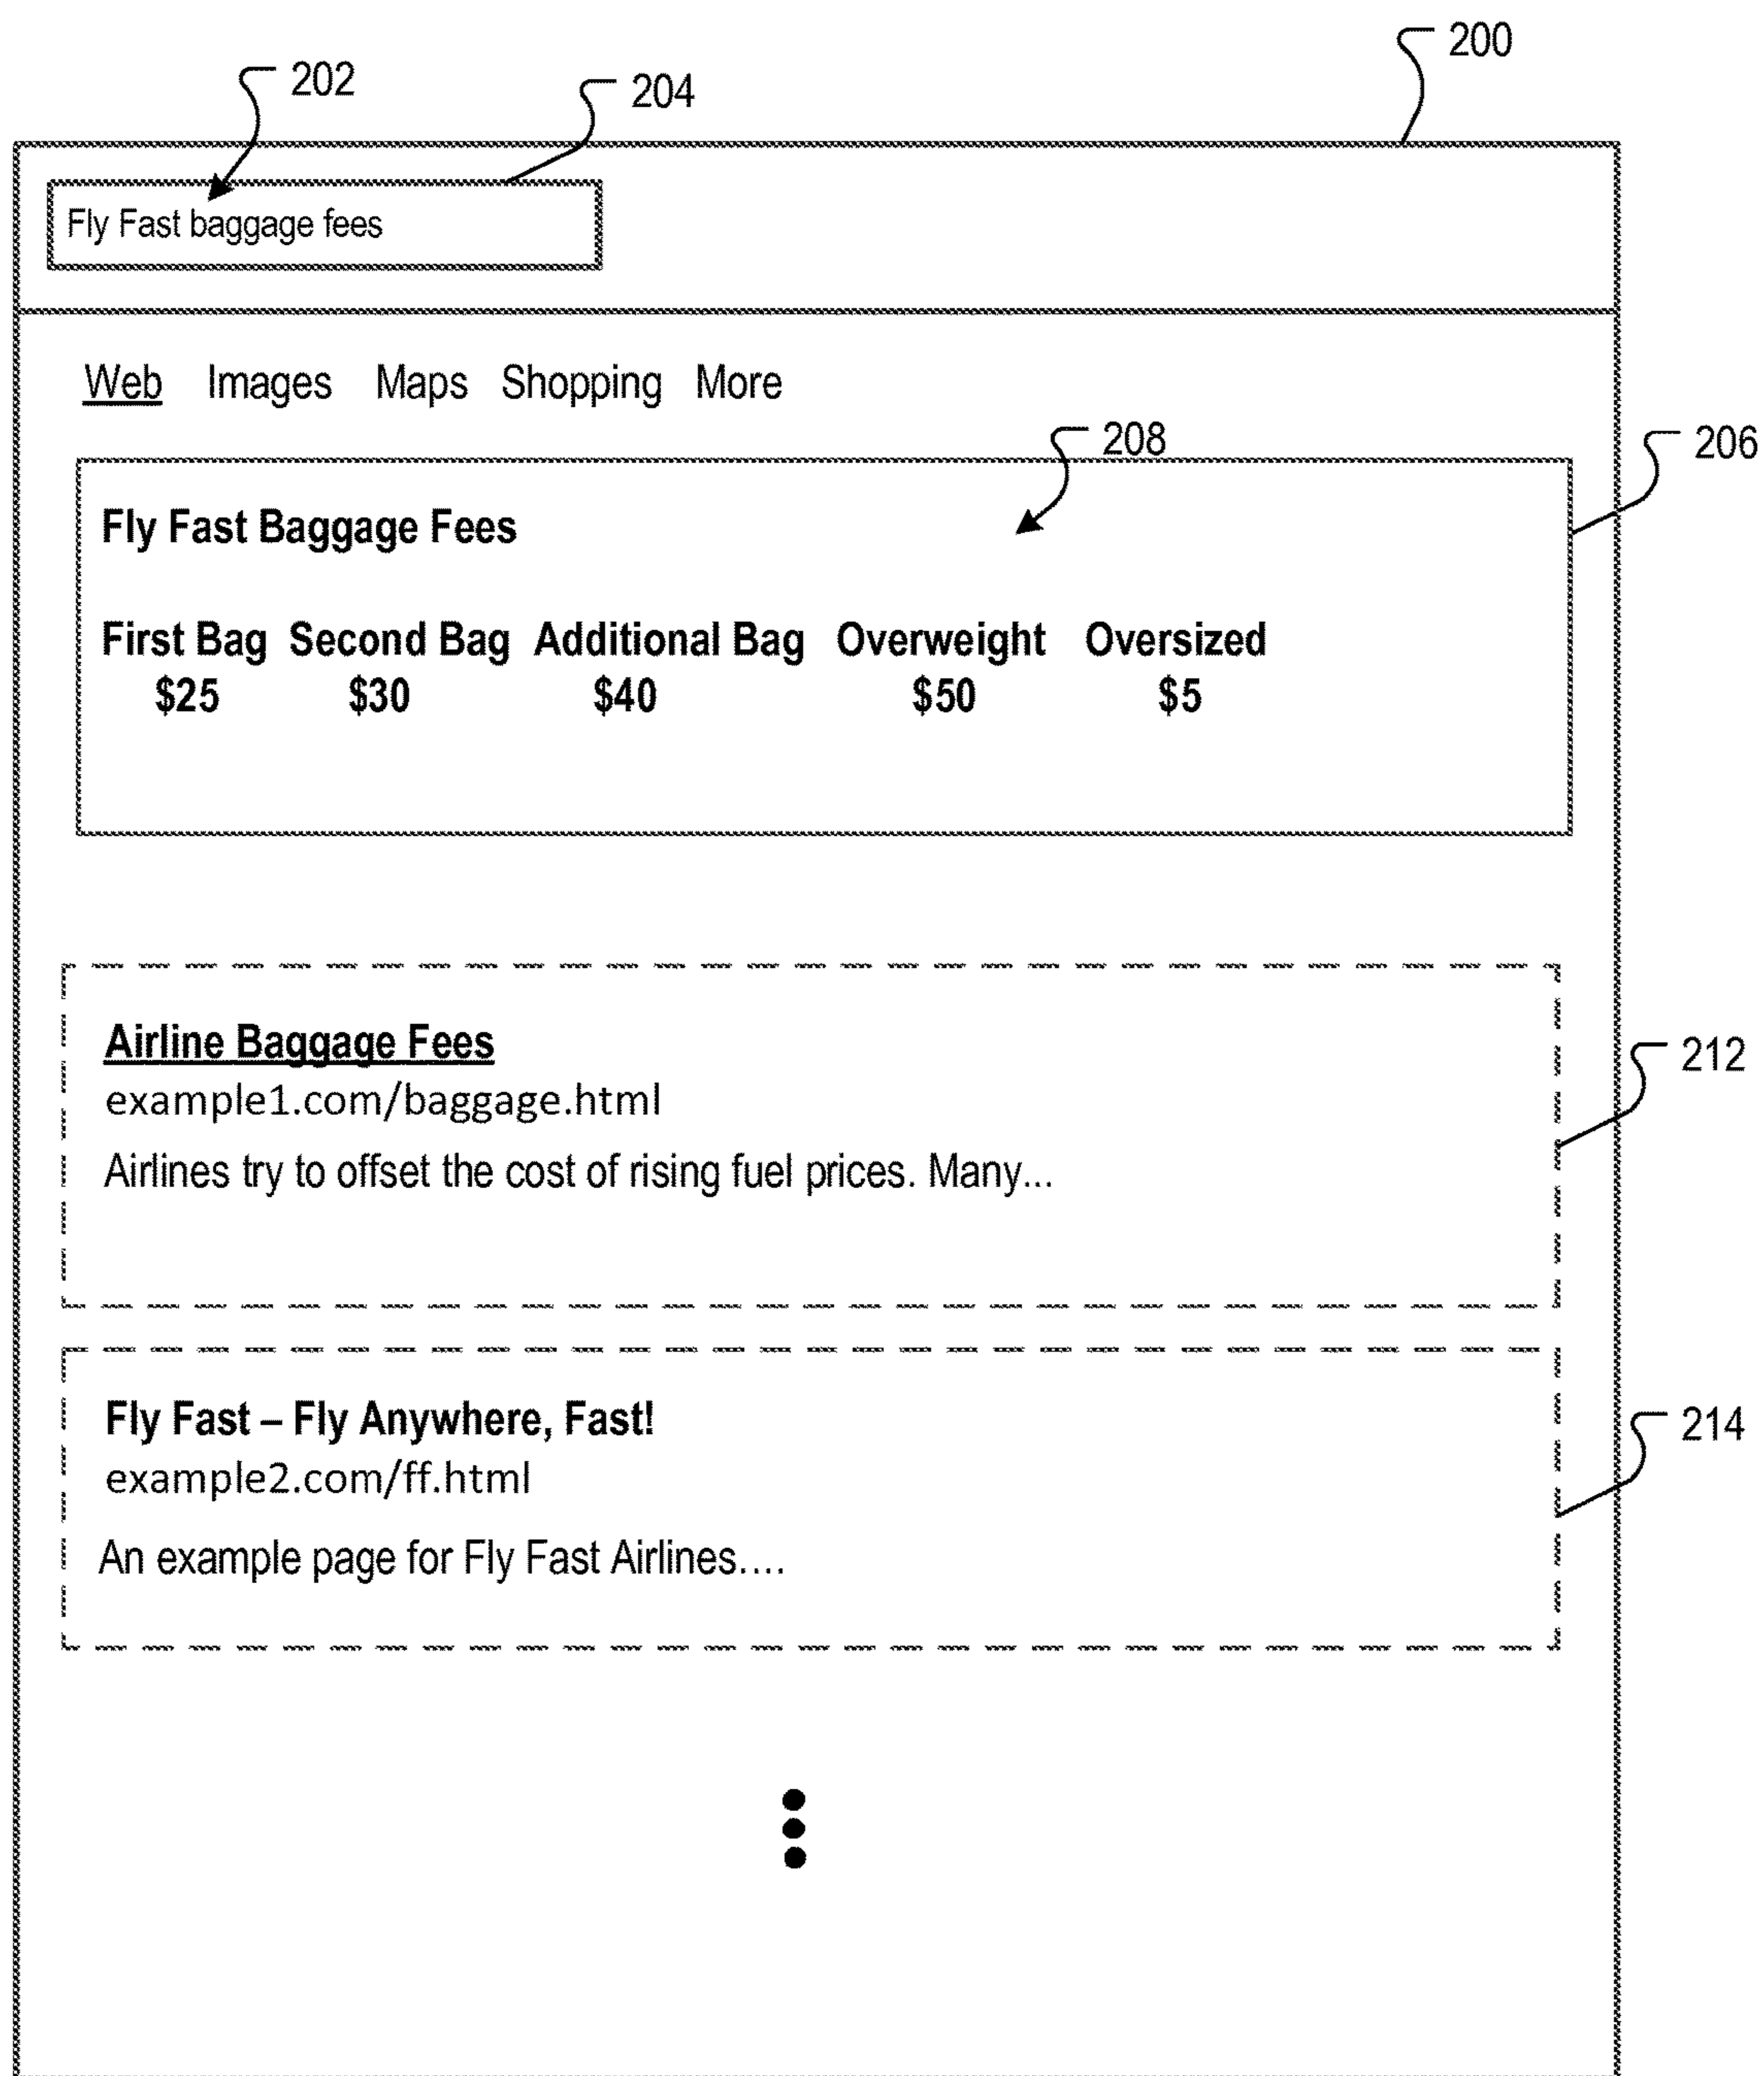 200
202
204
Fly Fast baggage fees
Web Images Maps Shopping More
208
206
Fly Fast Baggage Fees
First Bag Second Bag Additional Bag Overweight Oversized
$25 $30 $40 $50 $5
Airline Baggage Fees
212
example1.com/baggage.html
Airlines try to offset the cost of rising fuel prices. Many...
Fly Fast – Fly Anywhere, Fast!
214
example2.com/ff.html
An example page for Fly Fast Airlines....